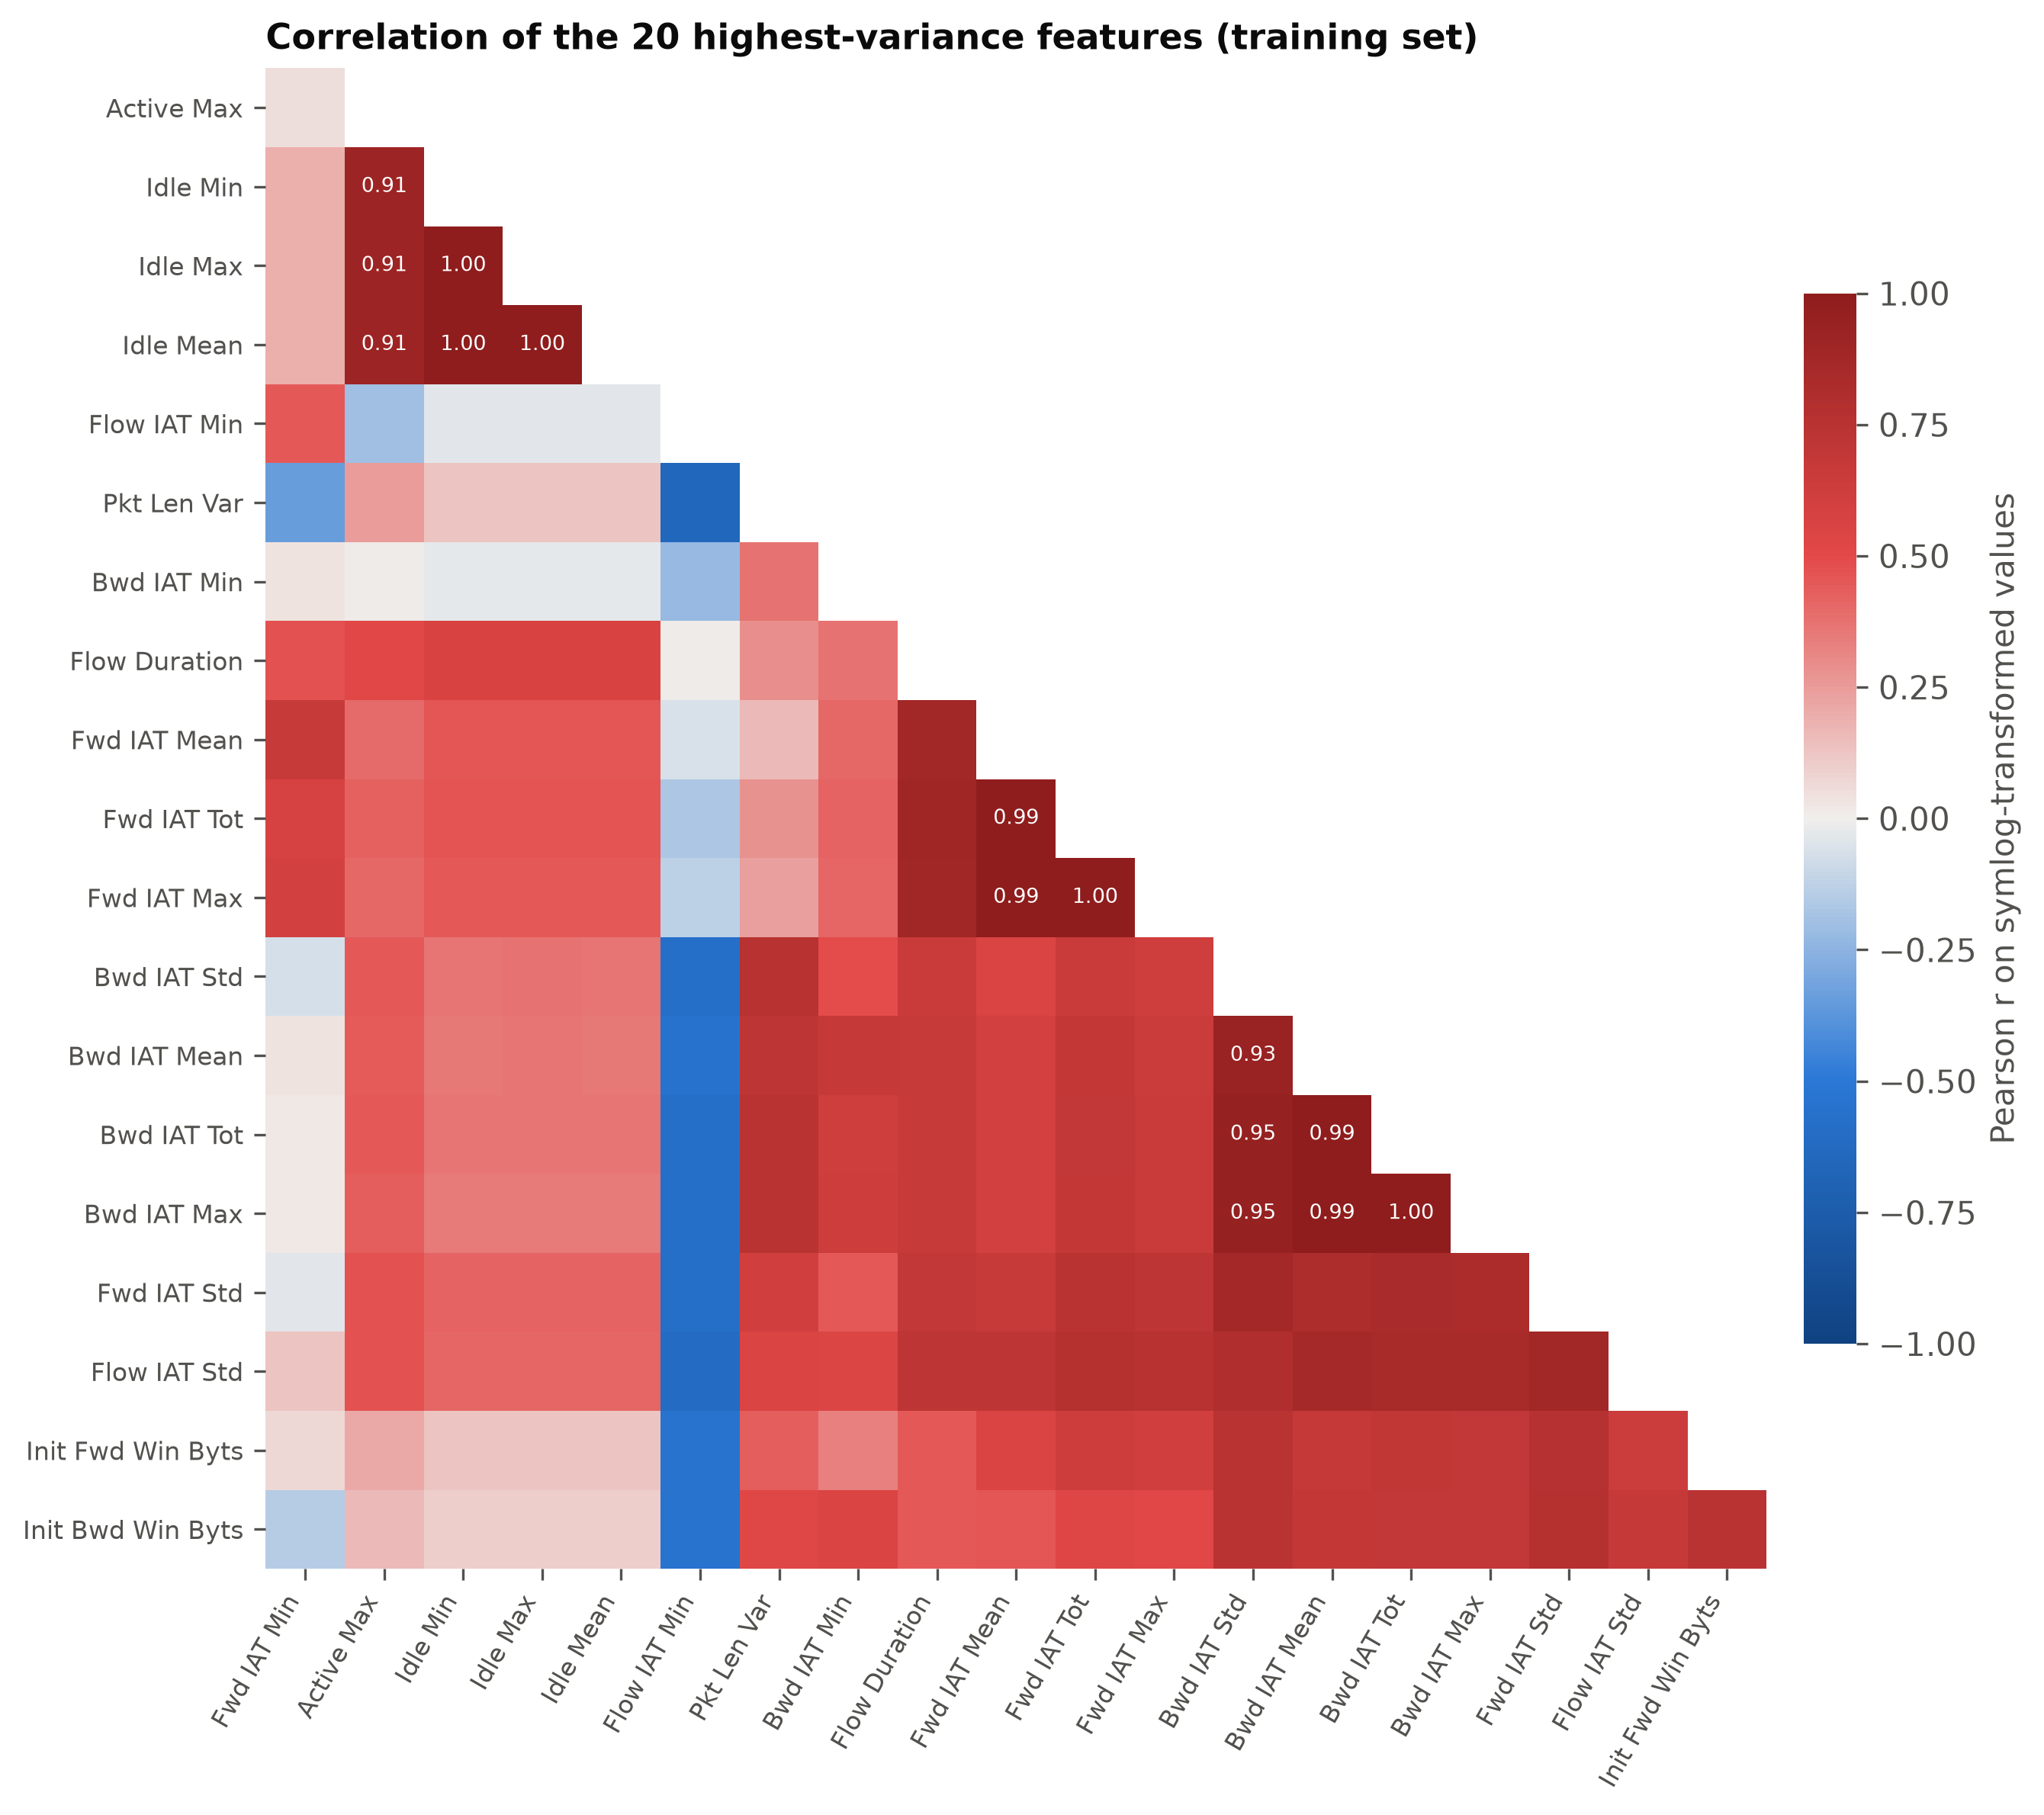 Correlation of the 20 highest-variance features (training set)
Active Max
Idle Min 0.91
Idle Max 0.91 1.00
Idle Mean 0.91 1.00 1.00
Flow IAT Min
Pkt Len Var
Bwd IAT Min
Flow Duration
Fwd IAT Mean
Fwd IAT Tot 0.99
Fwd IAT Max 0.99 1.00
Bwd IAT Std
Bwd IAT Mean 0.93
Bwd IAT Tot 0.95 0.99
Bwd IAT Max 0.95 0.99 1.00
Fwd IAT Std
Flow IAT Std
Init Fwd Win Byts
Init Bwd Win Byts
Fwd IAT Min
Active Max
Idle Min
Idle Max
Idle Mean
Flow IAT Min
Pkt Len Var
Bwd IAT Min
Flow Duration
Fwd IAT Mean
Fwd IAT Tot
Fwd IAT Max
Bwd IAT Std
Bwd IAT Mean
Bwd IAT Tot
Bwd IAT Max
Fwd IAT Std
Flow IAT Std
Init Fwd Win Byts
1.00
0.75
0.50
0.25
0.00
−0.25
−0.50
−0.75
−1.00
Pearson r on symlog-transformed values